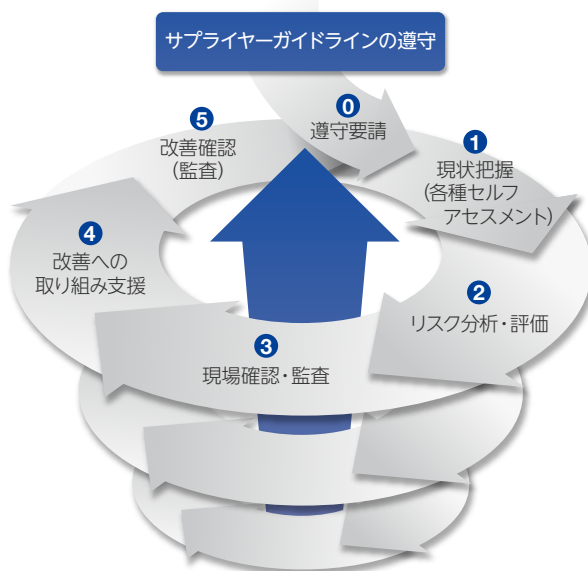 サプライヤーガイドラインの遵守
0
遵守要請
1
現状把握
(各種セルフ
アセスメント)
2
リスク分析・評価
3
現場確認・監査
4
改善への
取り組み支援
5
改善確認
(監査)